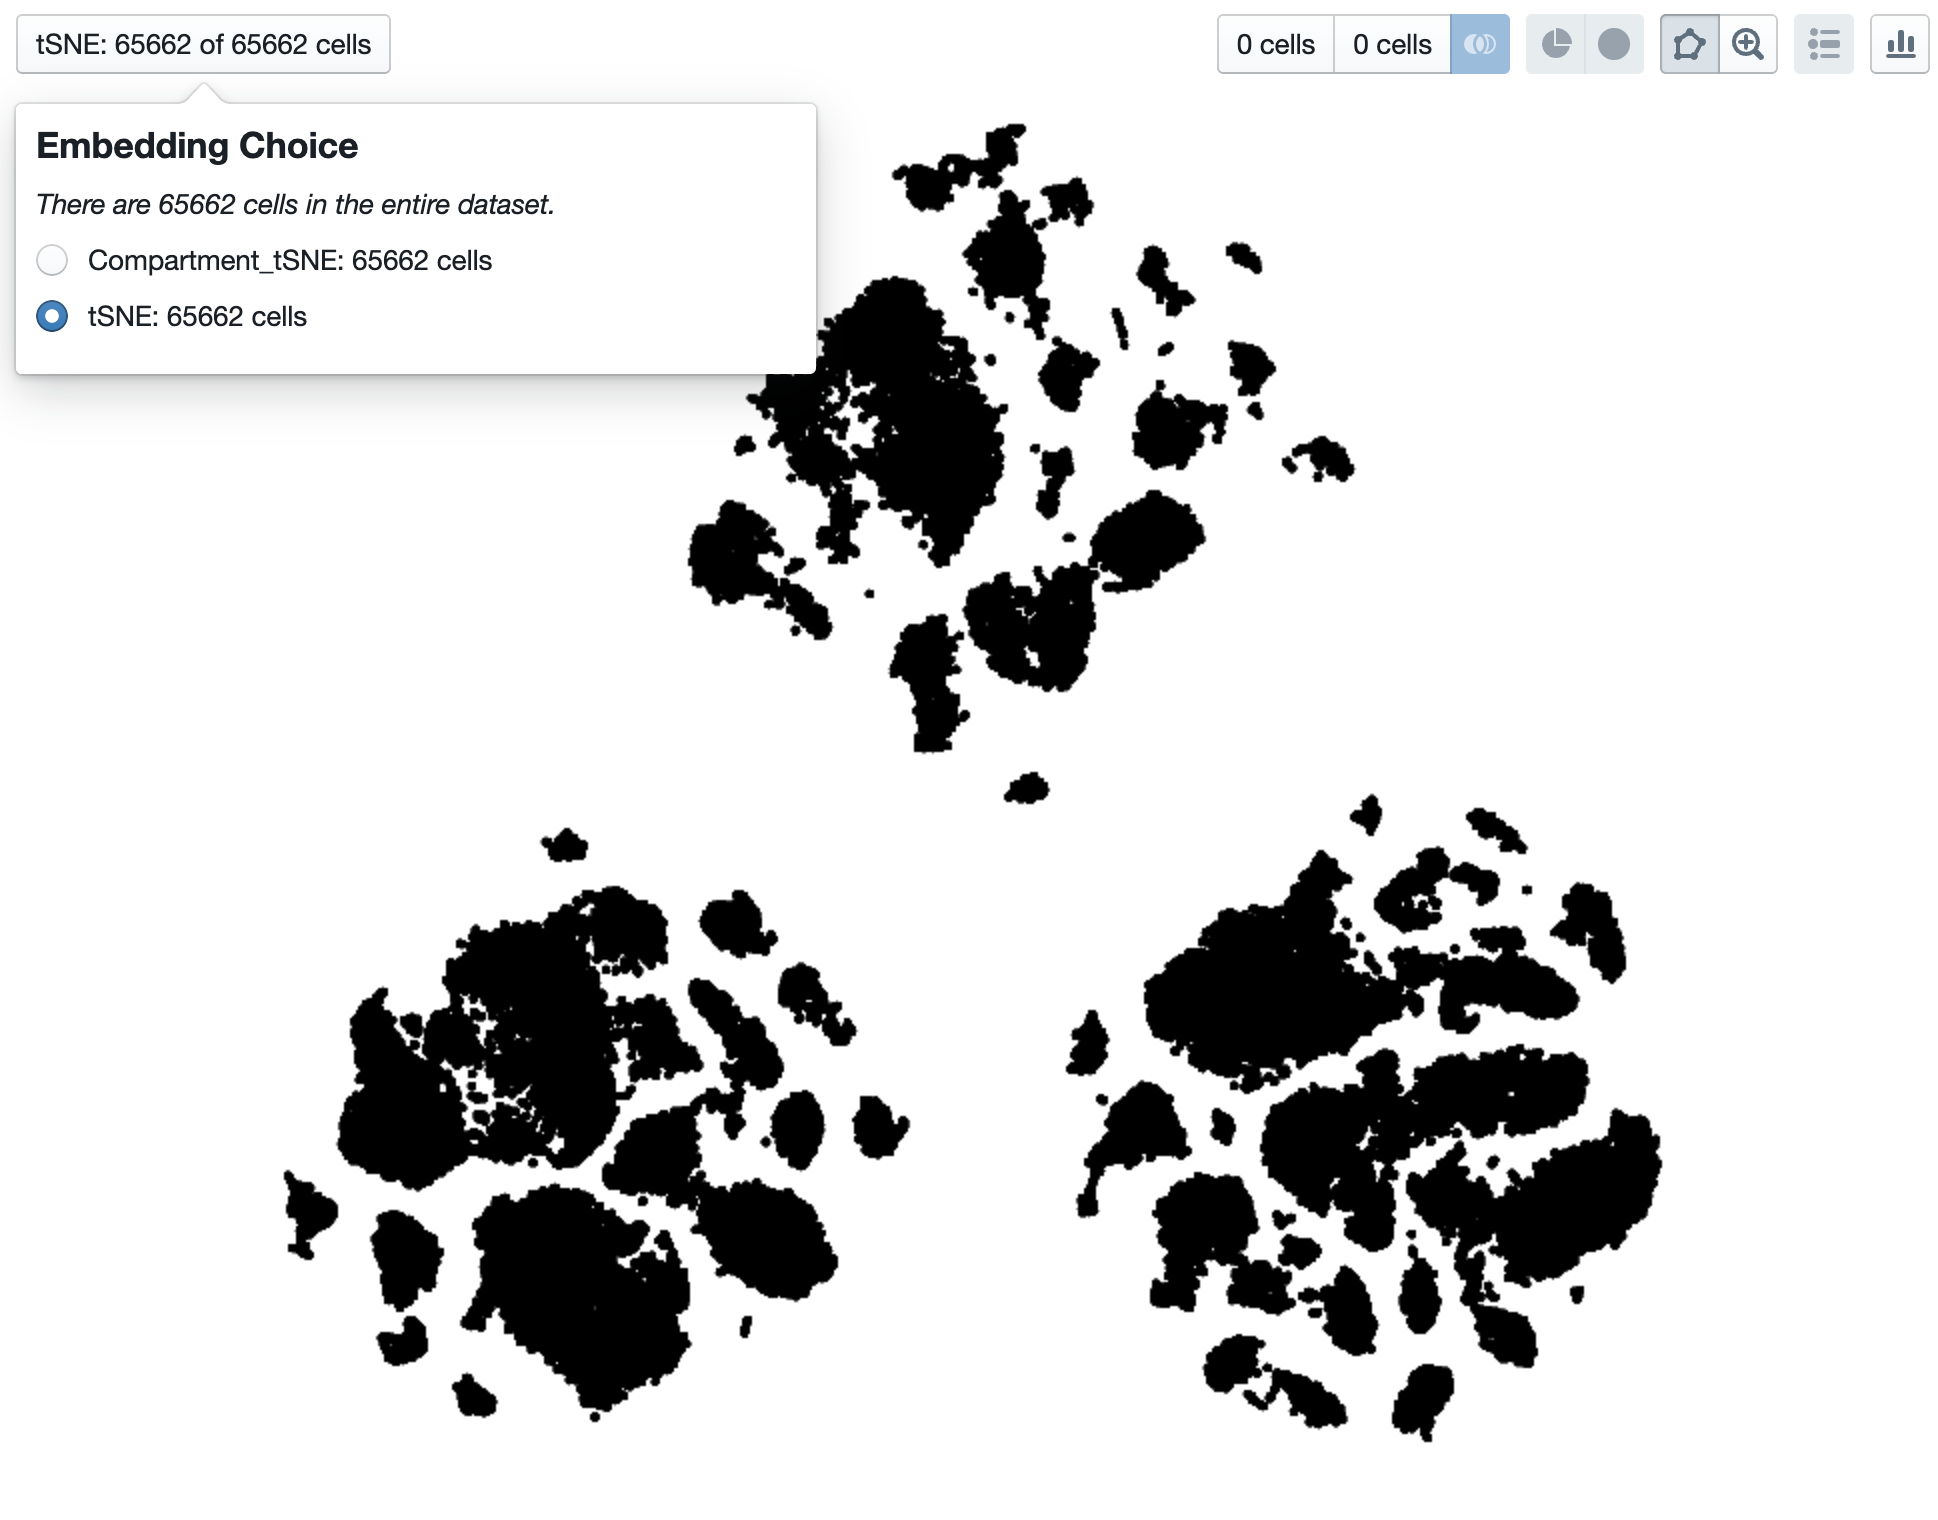 tSNE: 65662 of 65662 cells
0 cells
0 cells
Embedding Choice
There are 65662 cells in the entire dataset.
Compartment_tSNE: 65662 cells
tSNE: 65662 cells